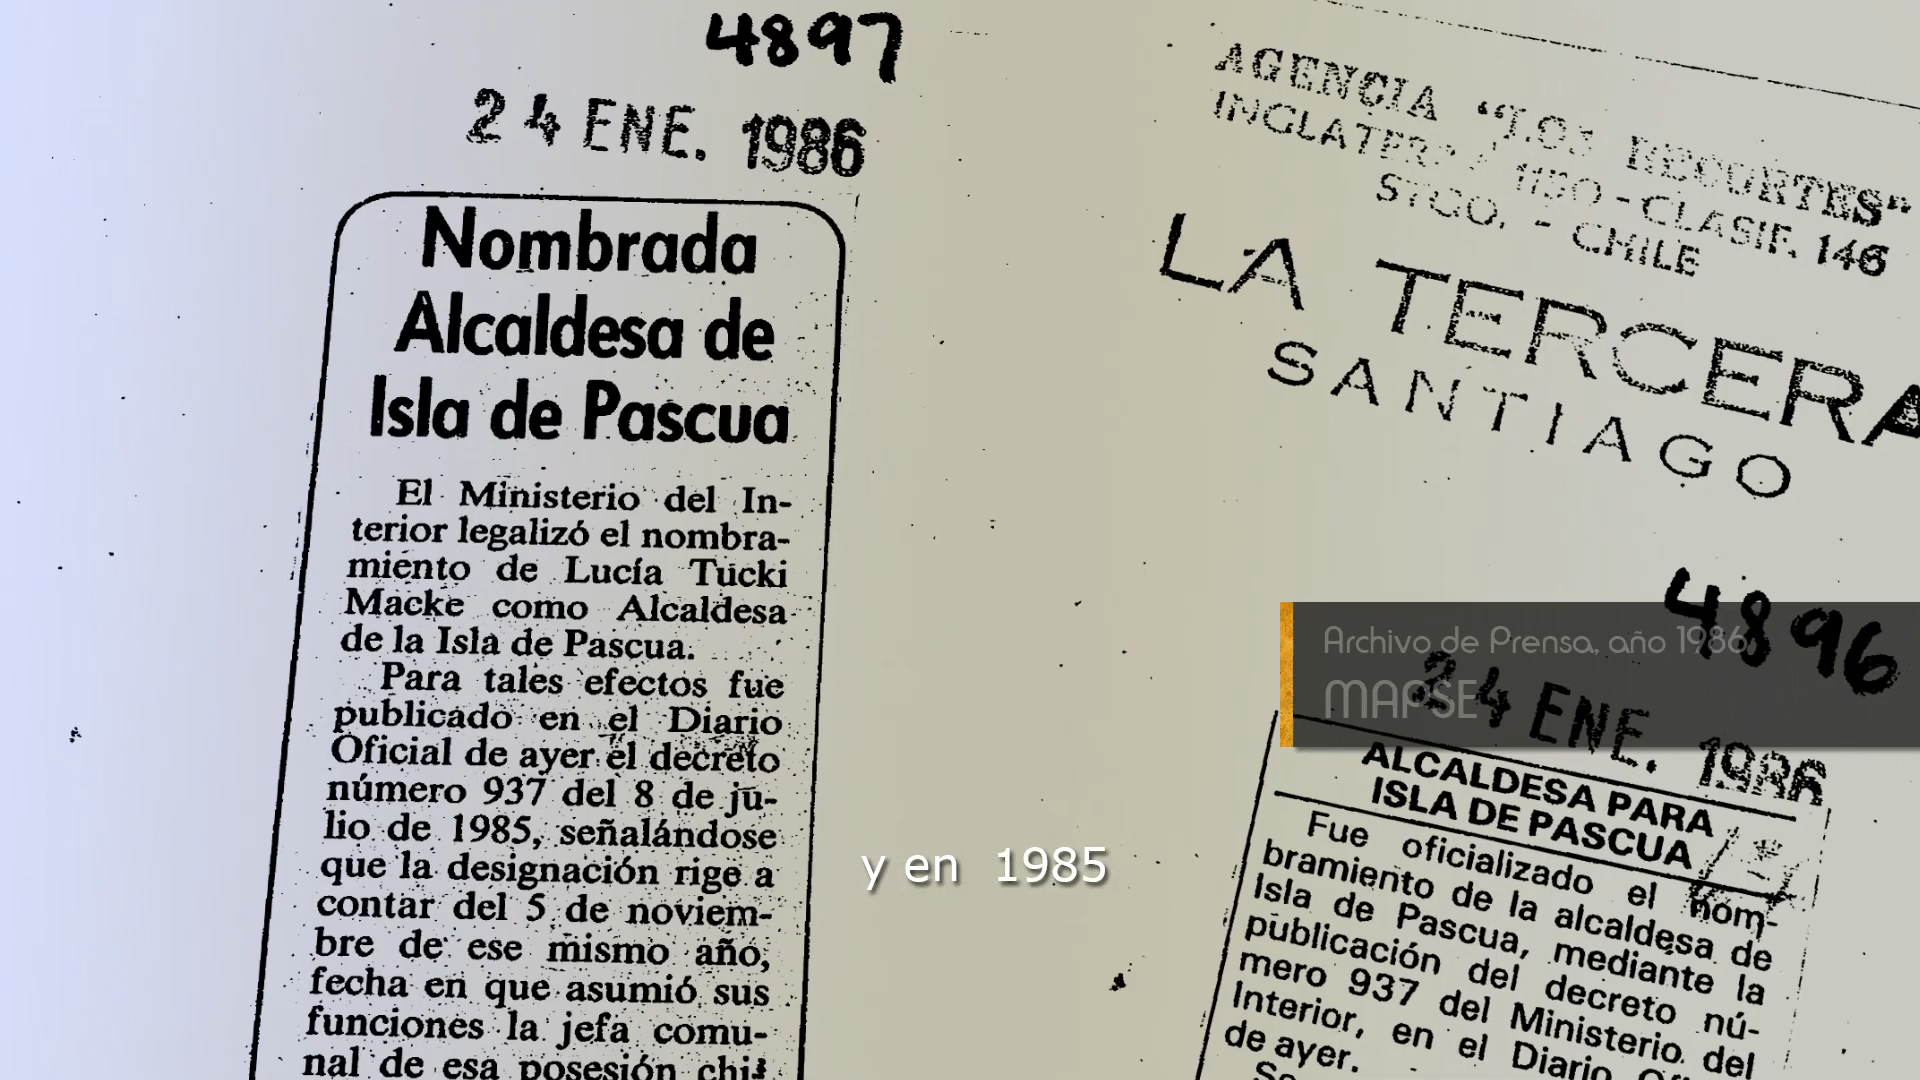 4897
24 ENE. 1986
Nombrada
Alcaldesa de
Isla de Pascua
El Ministerio del In-
terior legalizó el nombra-
miento de Lucía Tucki
Macke como Alcaldesa
de la Isla de Pascua.
Para tales efectos fue
publicado en el Diario
Oficial de ayer el decreto
número 937 del 8 de ju-
lio de 1985, señalándose
que la designación rige a
contar del 5 de noviem-
bre de ese mismo año,
fecha en que asumió sus
funciones la jefa comu-
nal de esa posesión
AGENCIA "LOS RECORTES"
INGLATERRA 1150 - CLASIF. 146
STGO. - CHILE
LA TERCERA
SANTIAGO
4896
Archivo de Prensa, año 1986
MAPSE
24 ENE. 1986
ALCALDESA PARA
ISLA DE PASCUA
Fue oficializado el nom-
bramiento de la alcaldesa de
Isla de Pascua, mediante la
publicación del decreto nú-
mero 937 del Ministerio del
Interior, en el Diario
de ayer.
y en 1985